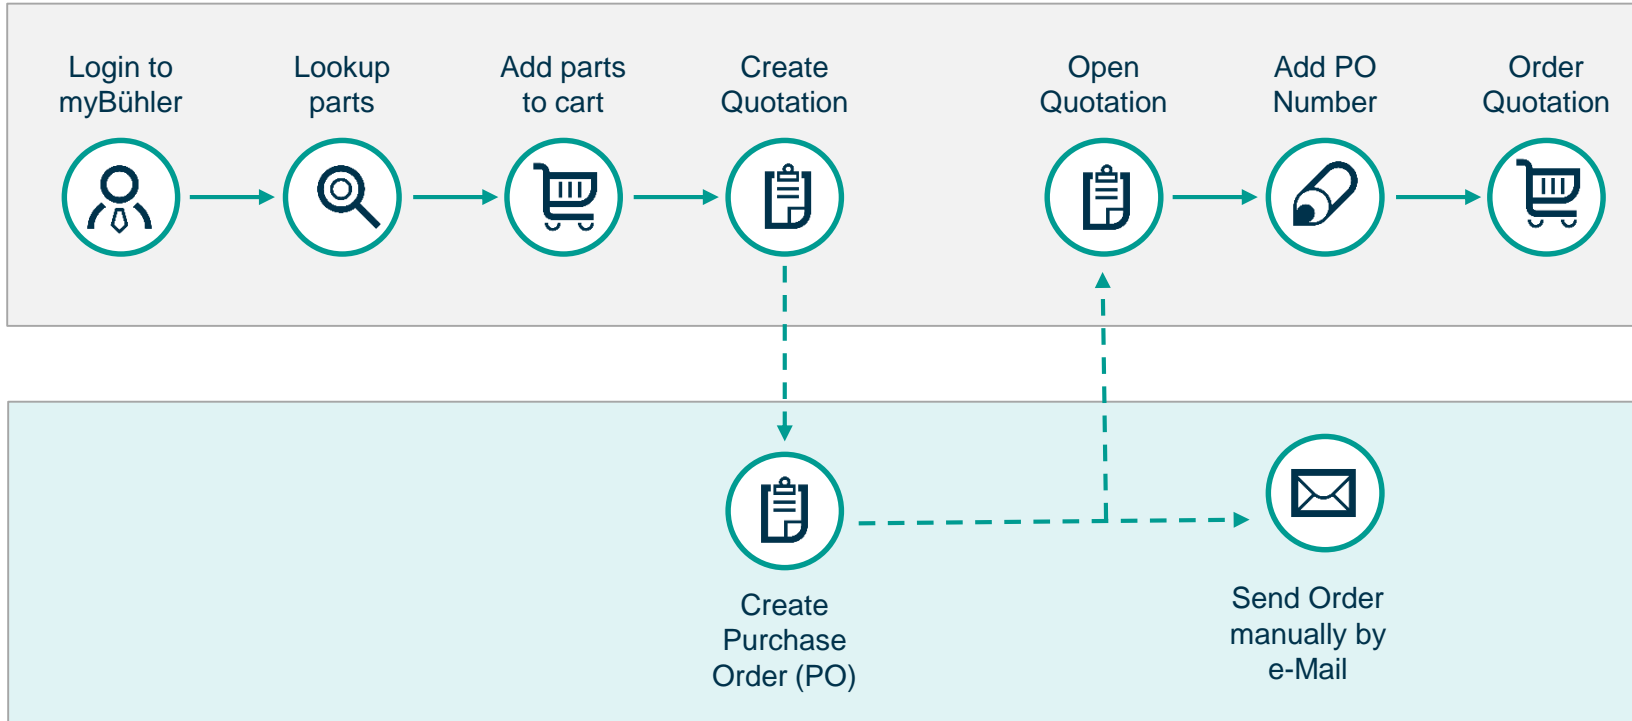 Login to
myBühler
Lookup
parts
Add parts
to cart
Create
Quotation
Open
Quotation
Add PO
Number
Order
Quotation
Create
Purchase
Order (PO)
Send Order
manually by
e-Mail